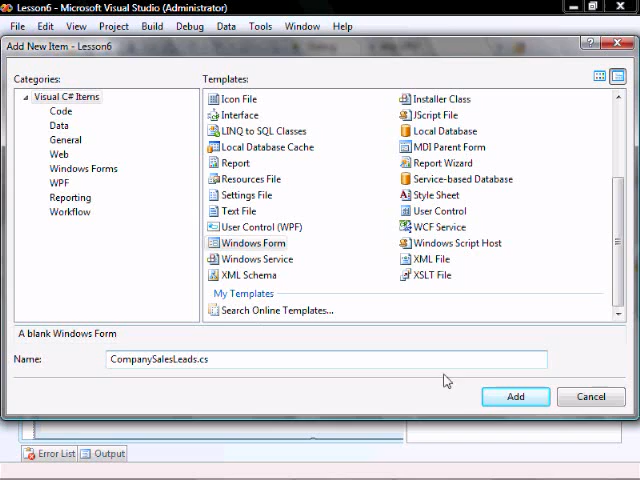 Lesson6 - Microsoft Visual Studio (Administrator)
File Edit View Project Build Debug Data Tools Window Help
Add New Item - Lesson6
Categories:
Templates:
Visual C# Items
Code
Data
General
Web
Windows Forms
WPF
Reporting
Workflow
Icon File
Installer Class
Interface
JScript File
LINQ to SQL Classes
Local Database
Local Database Cache
MDI Parent Form
Report
Report Wizard
Resources File
Service-based Database
Settings File
Style Sheet
Text File
User Control
User Control (WPF)
WCF Service
Windows Form
Windows Script Host
Windows Service
XML File
XML Schema
XSLT File
My Templates
Search Online Templates...
A blank Windows Form
Name:
CompanySalesLeads.cs
Add
Cancel
Error List
Output